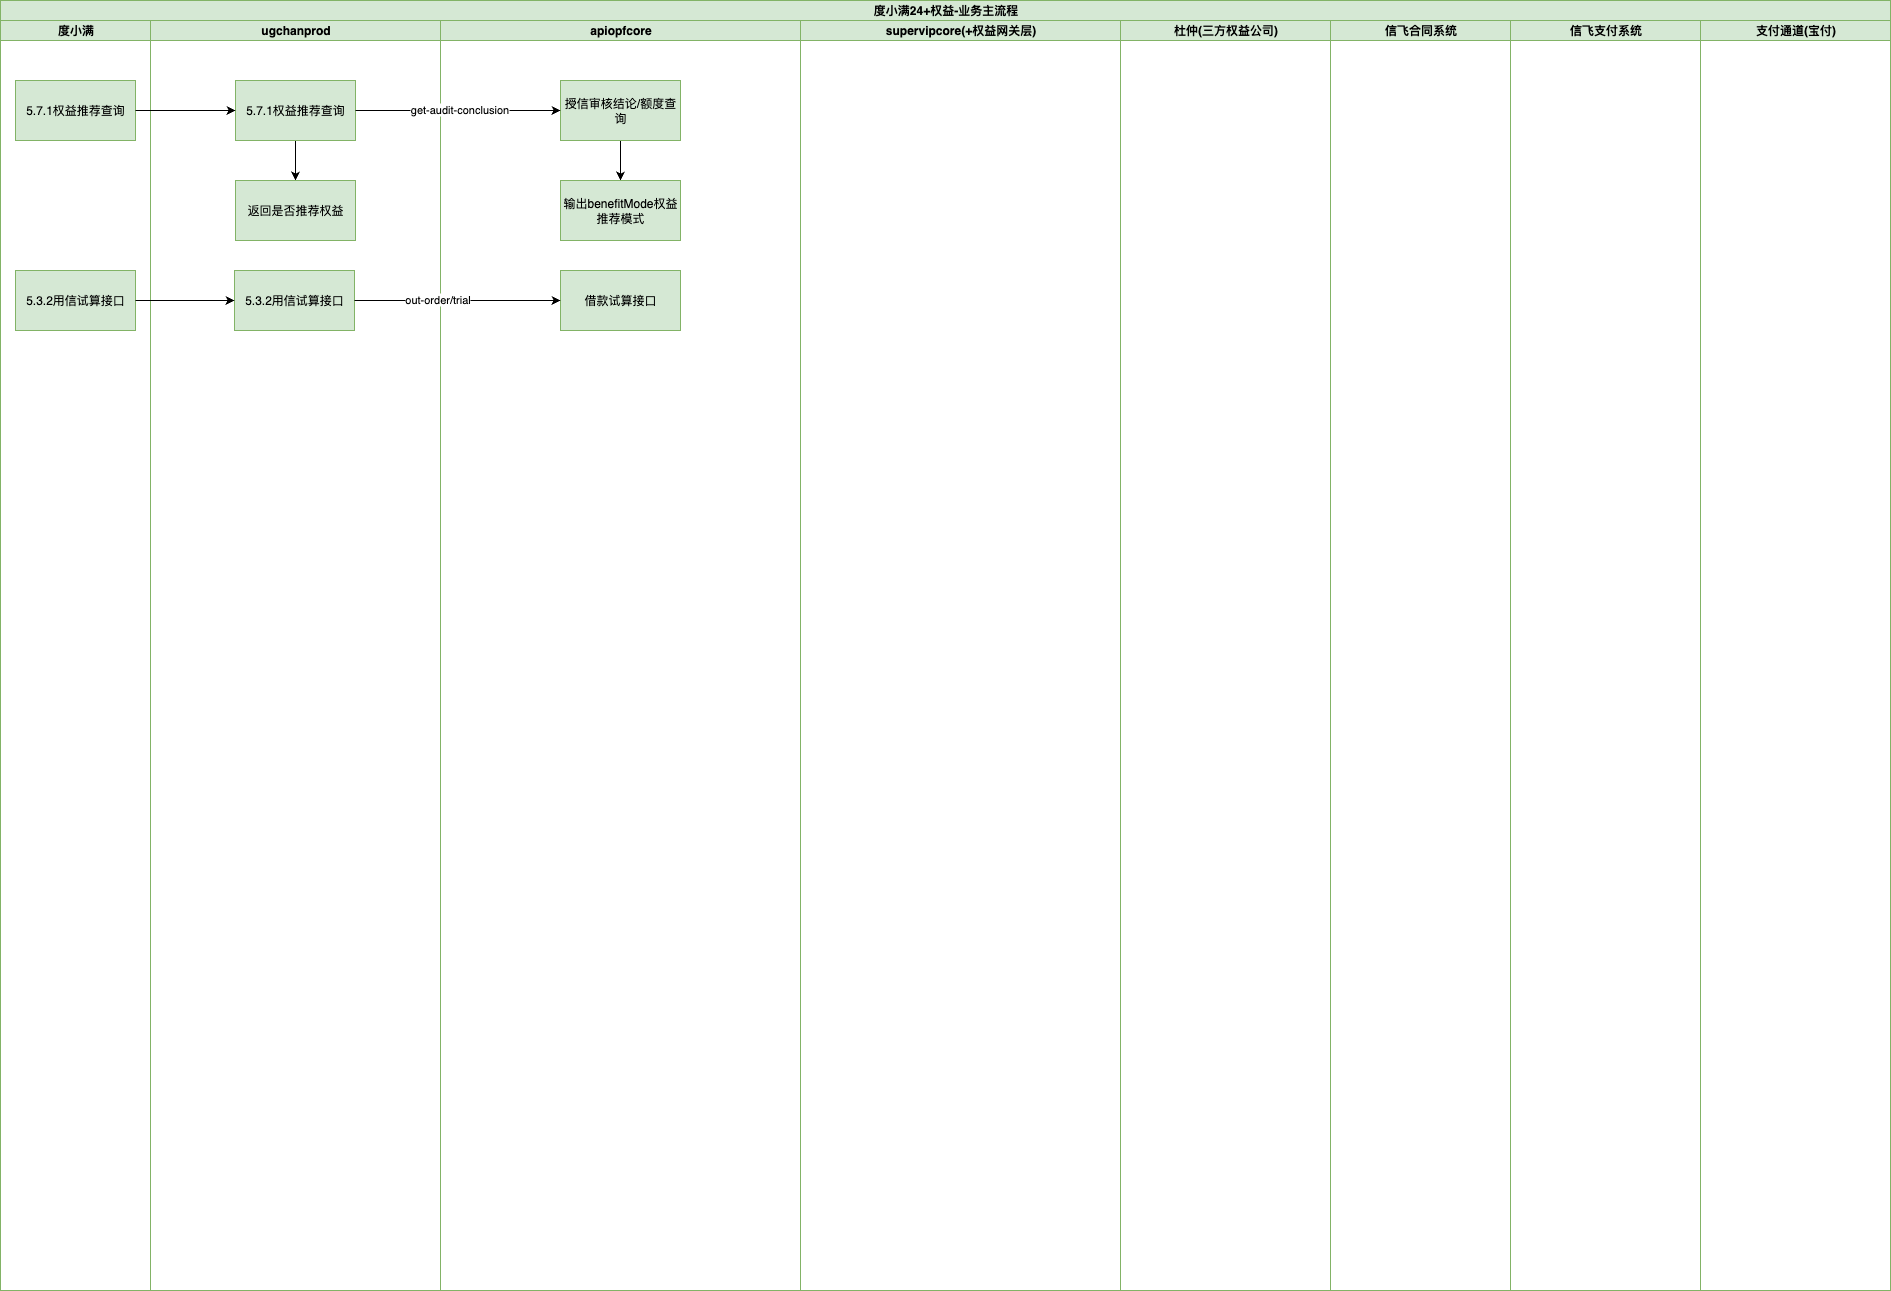 度小满24+权益-业务主流程
度小满
ugchanprod
apiopfcore
supervipcore(+权益网关层)
杜仲(三方权益公司)
信飞合同系统
信飞支付系统
支付通道(宝付)
5.7.1权益推荐查询
5.7.1权益推荐查询
get-audit-conclusion
授信审核结论/额度查
询
返回是否推荐权益
输出benefitMode权益
推荐模式
5.3.2用信试算接口
5.3.2用信试算接口
out-order/trial
借款试算接口